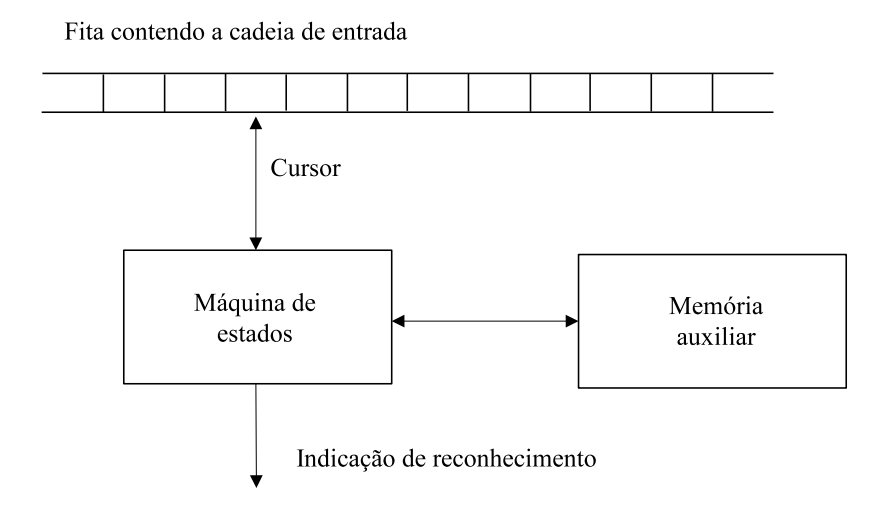 Fita contendo a cadeia de entrada
Cursor
Máquina de
estados
Memória
auxiliar
Indicação de reconhecimento